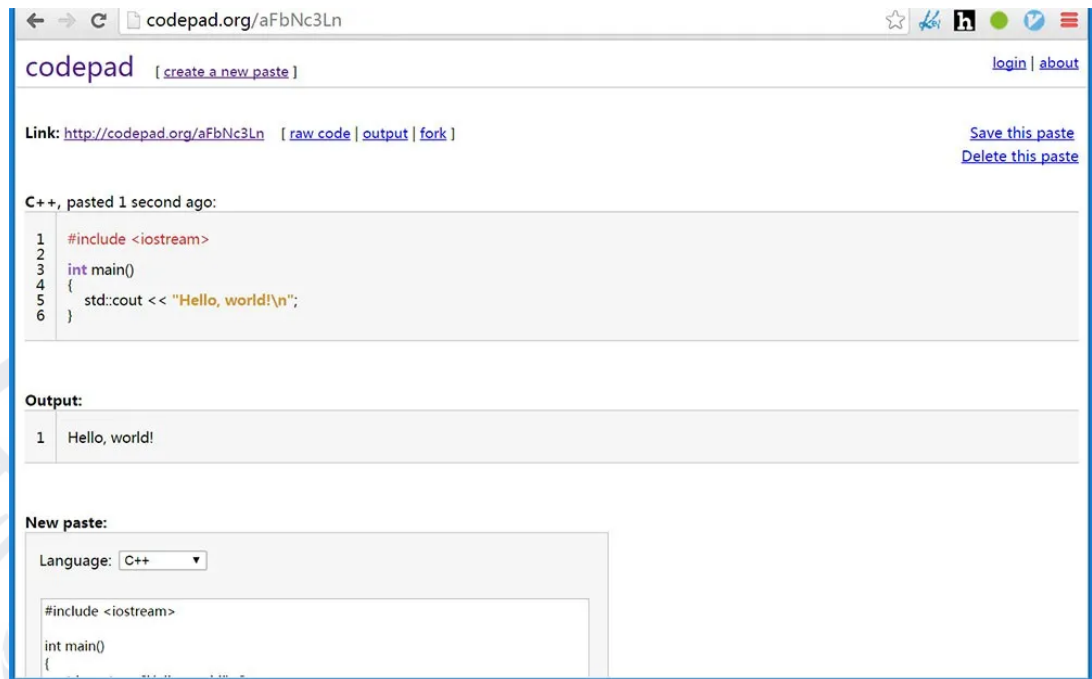 codepad.org/aFbNc3Ln
codepad [ create a new paste ] login | about
Link: http://codepad.org/aFbNc3Ln [ raw code | output | fork ] Save this paste
Delete this paste
C++, pasted 1 second ago:
1 #include <iostream>
2
3 int main()
4 {
5 std::cout << "Hello, world!\n";
6 }
Output:
1 Hello, world!
New paste:
Language: C++
#include <iostream>
int main()
{